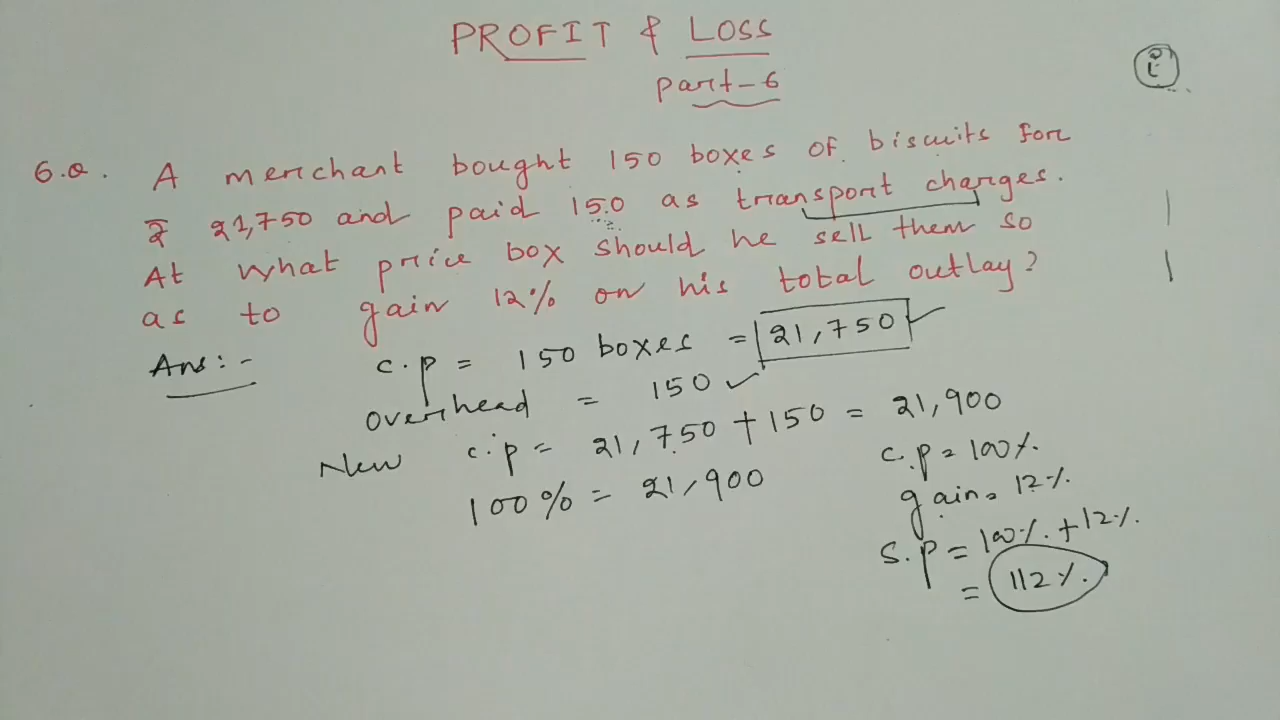 PROFIT & LOSS
Part-6
6.Q. A merchant bought 150 boxes of biscuits for
₹ 21,750 and paid 150 as transport charges.
At what price box should he sell them so
as to gain 12% on his total outlay?
Ans:- C.P = 150 boxes = 21,750
overhead = 150 ✓
New C.P = 21,750 + 150 = 21,900
100% = 21,900
C.P = 100%
gain = 12%
S.P = 100% + 12%
= 112%